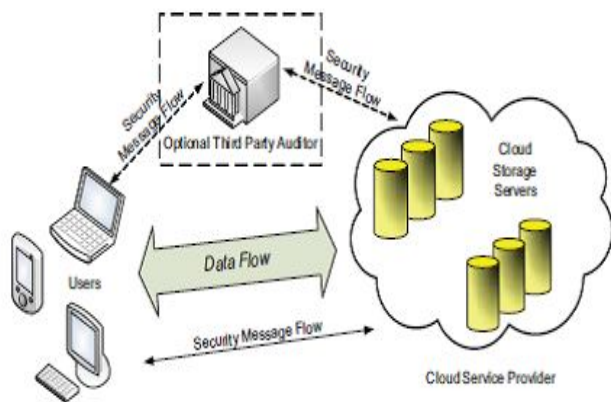 Security
Message Flow
Security
Message Flow
Optional Third Party Auditor
Cloud
Storage
Servers
Users
Data Flow
Security Message Flow
Cloud Service Provider